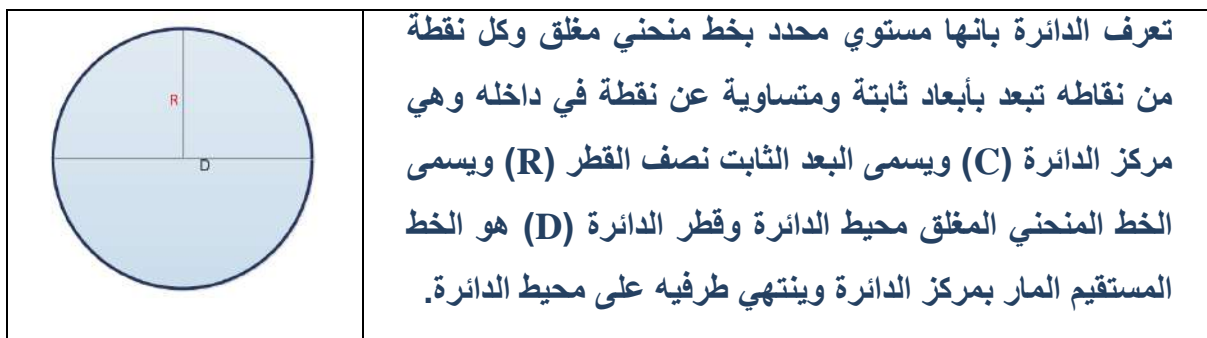 تعرف الدائرة بانها مستوي محدد بخط منحني مغلق وكل نقطة
من نقاطه تبعد بأبعاد ثابتة ومتساوية عن نقطة في داخله وهي
مركز الدائرة (C) ويسمى البعد الثابت نصف القطر (R) ويسمى
الخط المنحني المغلق محيط الدائرة وقطر الدائرة (D) هو الخط
المستقيم المار بمركز الدائرة وينتهي طرفيه على محيط الدائرة.
R
D